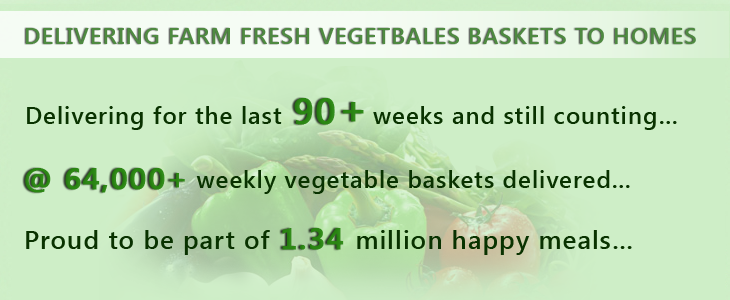 DELIVERING FARM FRESH VEGETBALES BASKETS TO HOMES
Delivering for the last 90+ weeks and still counting...
@ 64,000+ weekly vegetable baskets delivered...
Proud to be part of 1.34 million happy meals...